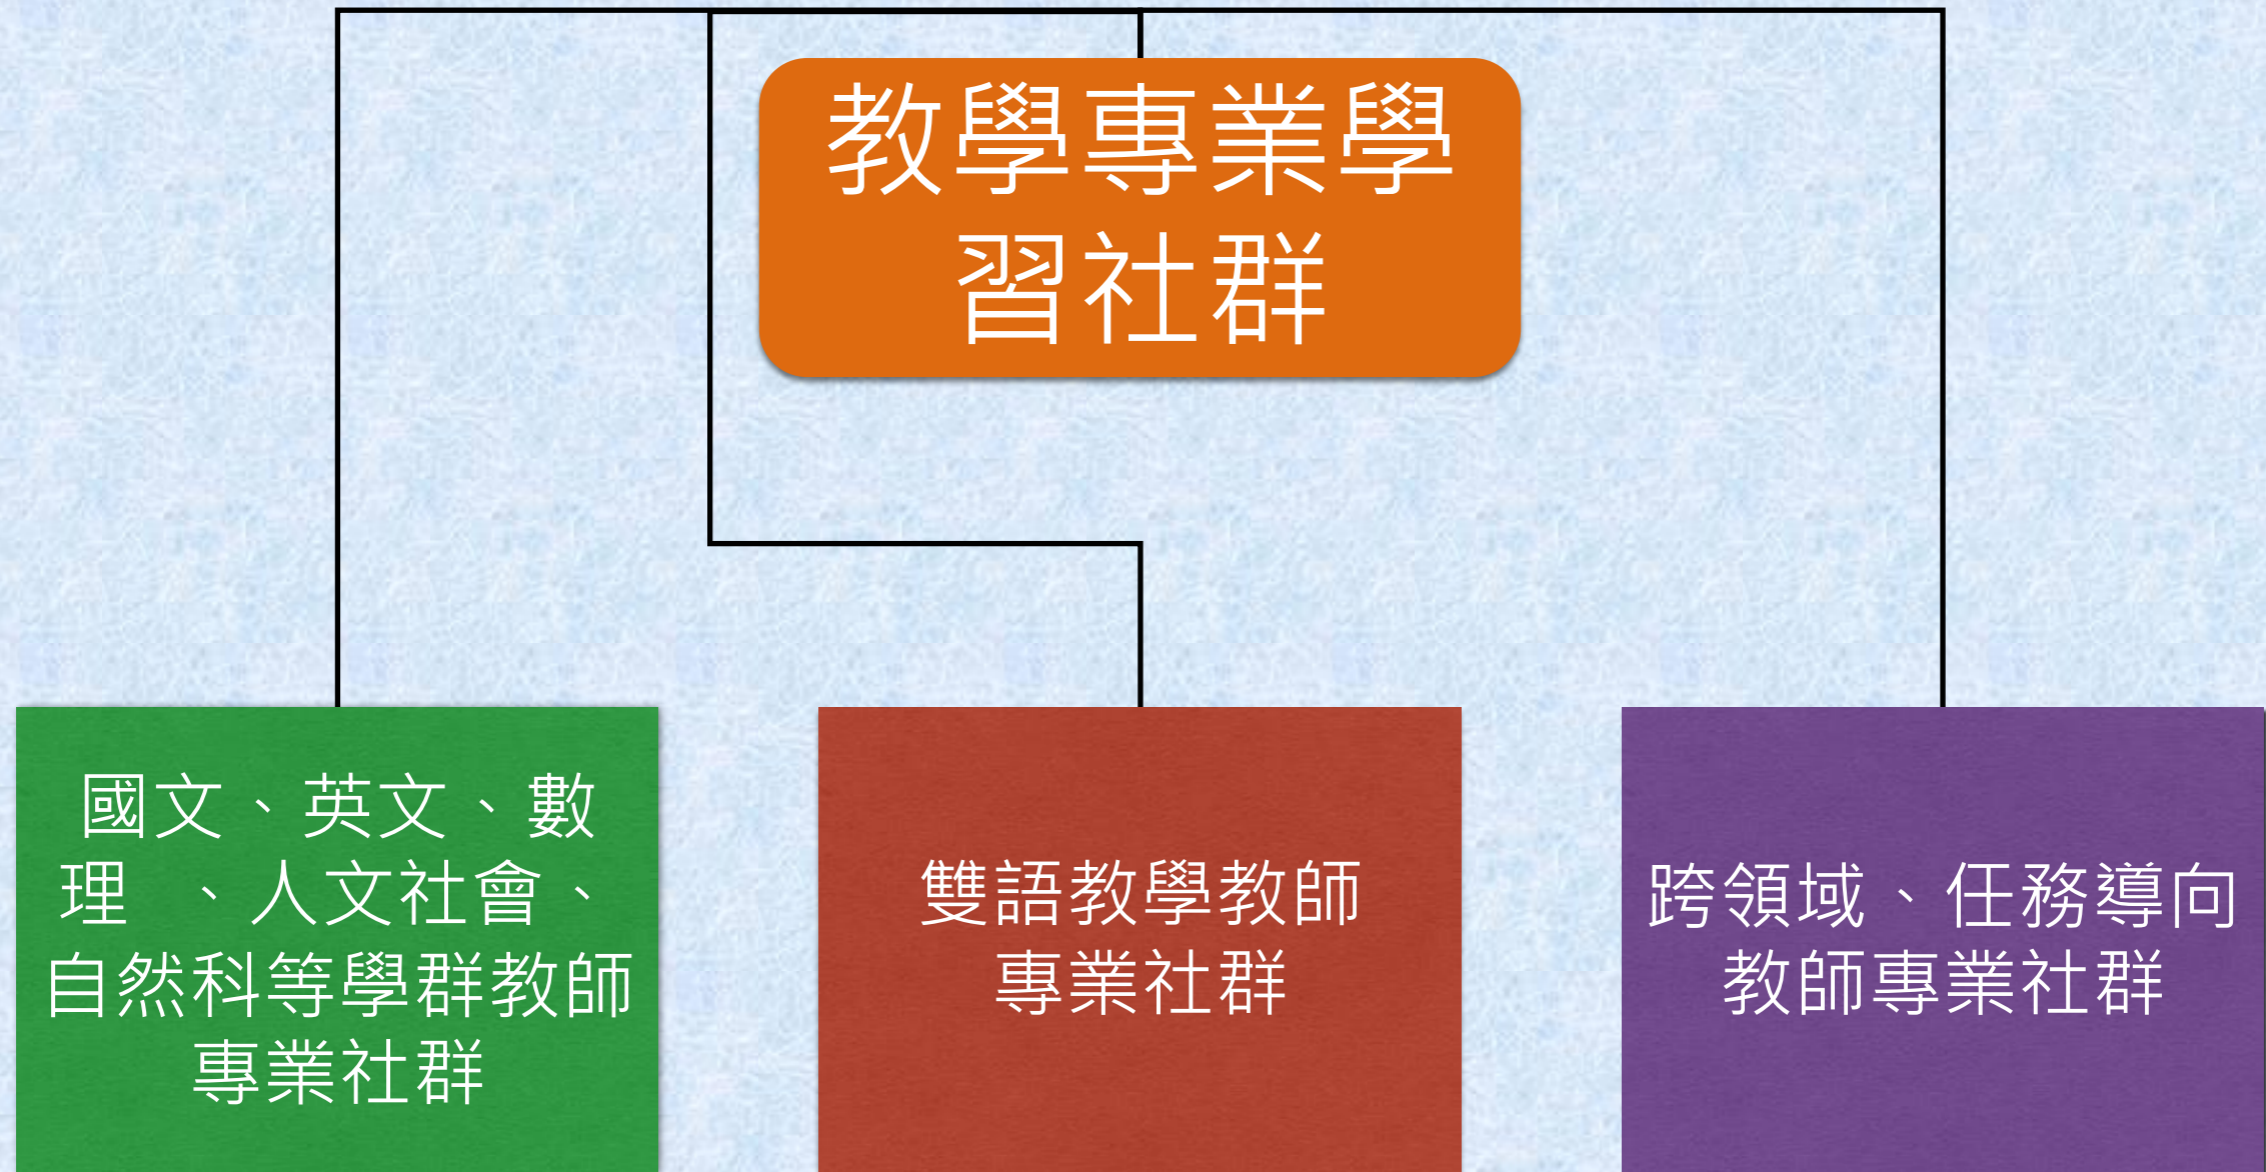 教學專業學
習社群
國文、英文、數
理 、人文社會、
自然科等學群教師
專業社群
雙語教學教師
專業社群
跨領域、任務導向
教師專業社群